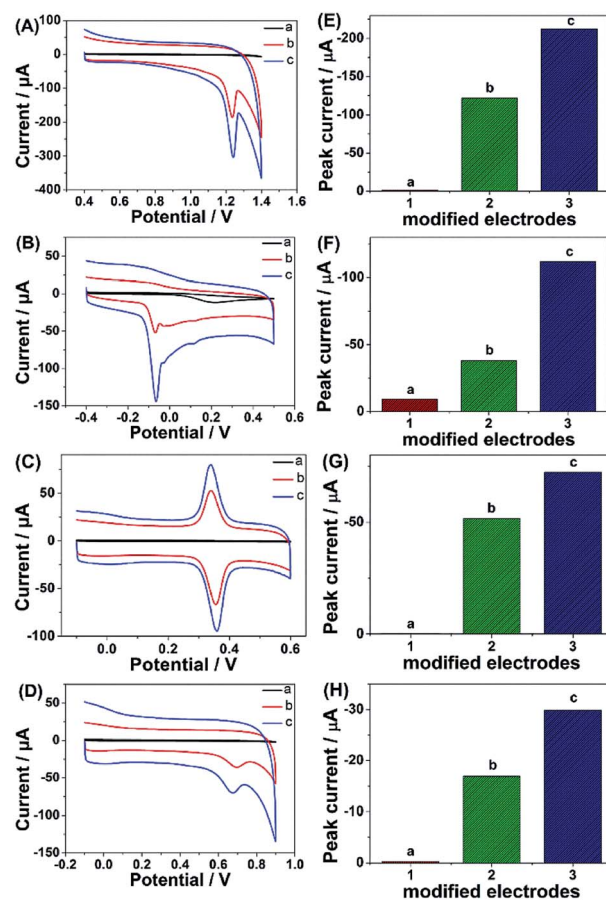 (A)
Current / μA
100
0
-100
-200
-300
-400
0.4 0.6 0.8 1.0 1.2 1.4 1.6
Potential / V
a
b
c
(E)
Peak current / μA
-200
-150
-100
-50
0
a
b
c
1 2 3
modified electrodes
(B)
Current / μA
50
0
-50
-100
-150
-0.4 -0.2 0.0 0.2 0.4
Potential / V
a
b
c
(F)
Peak current / μA
-100
-50
0
a
b
c
1 2 3
modified electrodes
(C)
Current / μA
50
0
-50
-100
0.0 0.2 0.4 0.6
Potential / V
a
b
c
(G)
Peak current / μA
-50
0
a
b
c
1 2 3
modified electrodes
(D)
Current / μA
50
0
-50
-100
-150
-0.2 0.0 0.2 0.4 0.6 0.8 1.0
Potential / V
a
b
c
(H)
Peak current / μA
-30
-20
-10
0
a
b
c
1 2 3
modified electrodes